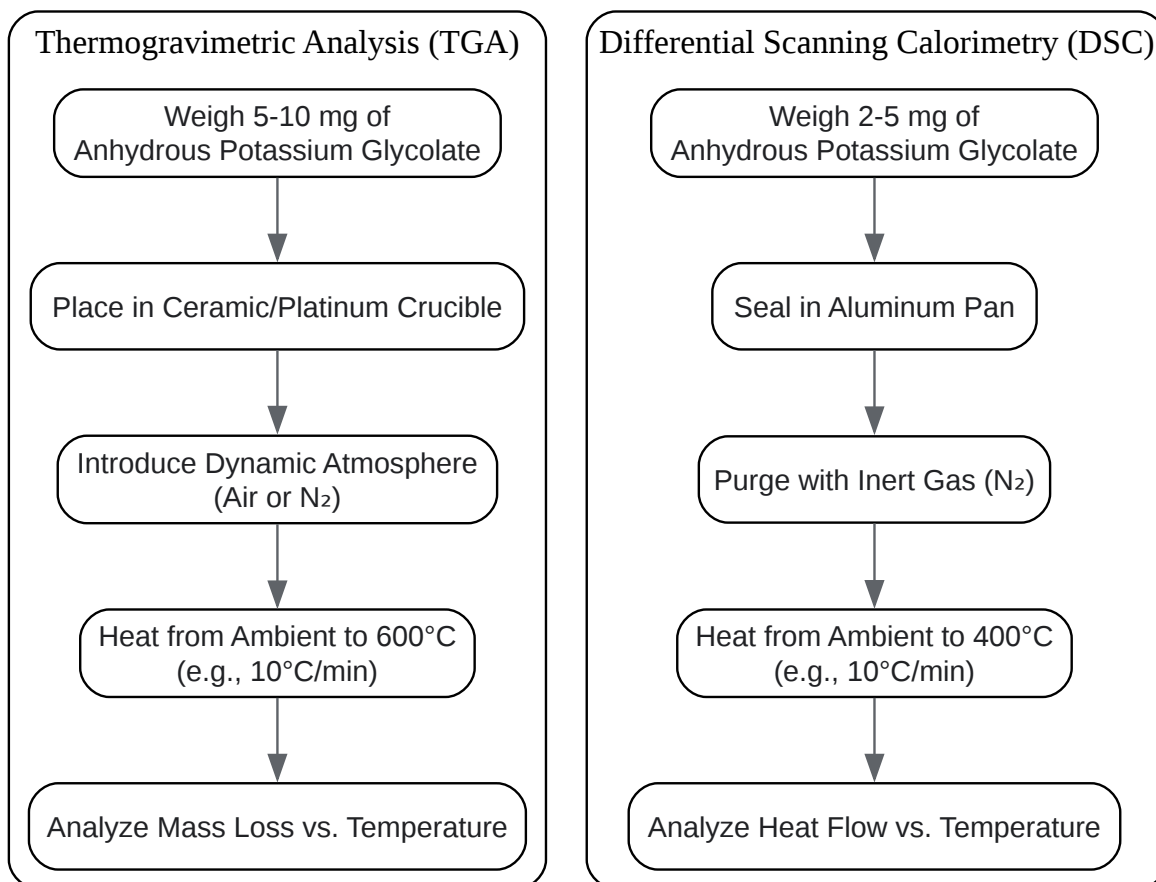 Thermogravimetric Analysis (TGA)
Weigh 5-10 mg of
Anhydrous Potassium Glycolate
Place in Ceramic/Platinum Crucible
Introduce Dynamic Atmosphere
(Air or N₂)
Heat from Ambient to 600°C
(e.g., 10°C/min)
Analyze Mass Loss vs. Temperature
Differential Scanning Calorimetry (DSC)
Weigh 2-5 mg of
Anhydrous Potassium Glycolate
Seal in Aluminum Pan
Purge with Inert Gas (N₂)
Heat from Ambient to 400°C
(e.g., 10°C/min)
Analyze Heat Flow vs. Temperature